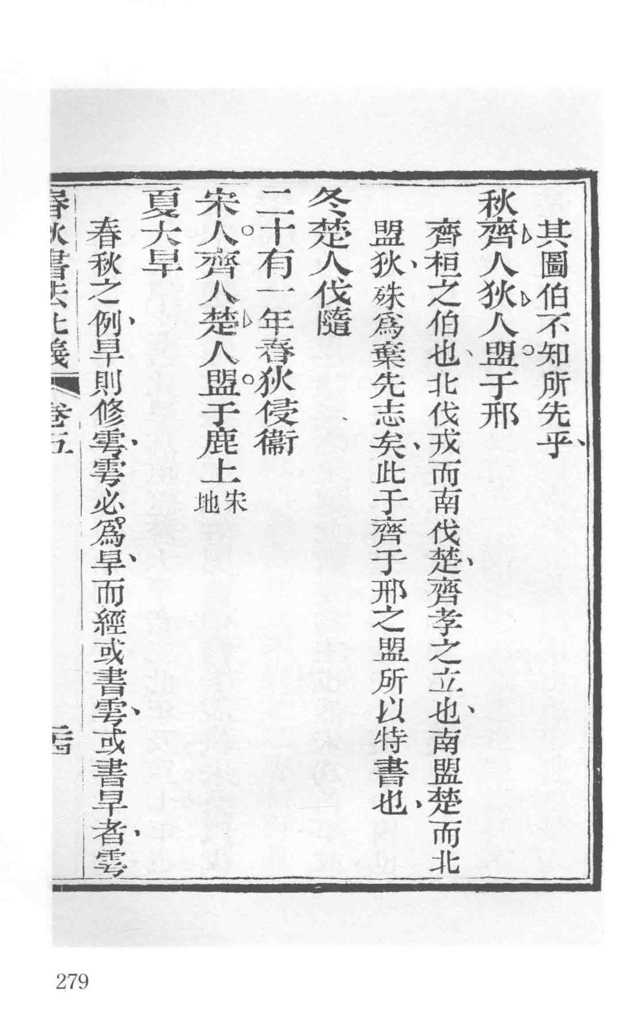 其圖伯不知所先乎
秋齊人狄人盟于邢
齊桓之伯也北伐戎而南伐楚齊孝之立也南盟楚而北
盟狄殊爲棄先志矣此于齊于邢之盟所以特書也
冬楚人伐隨
二十有一年春狄侵衞
宋人齊人楚人盟于鹿上宋地
夏大旱
春秋之例旱則修雩雩必爲旱而經或書雩或書旱者雩
春秋書法比義 卷五 二十四
279